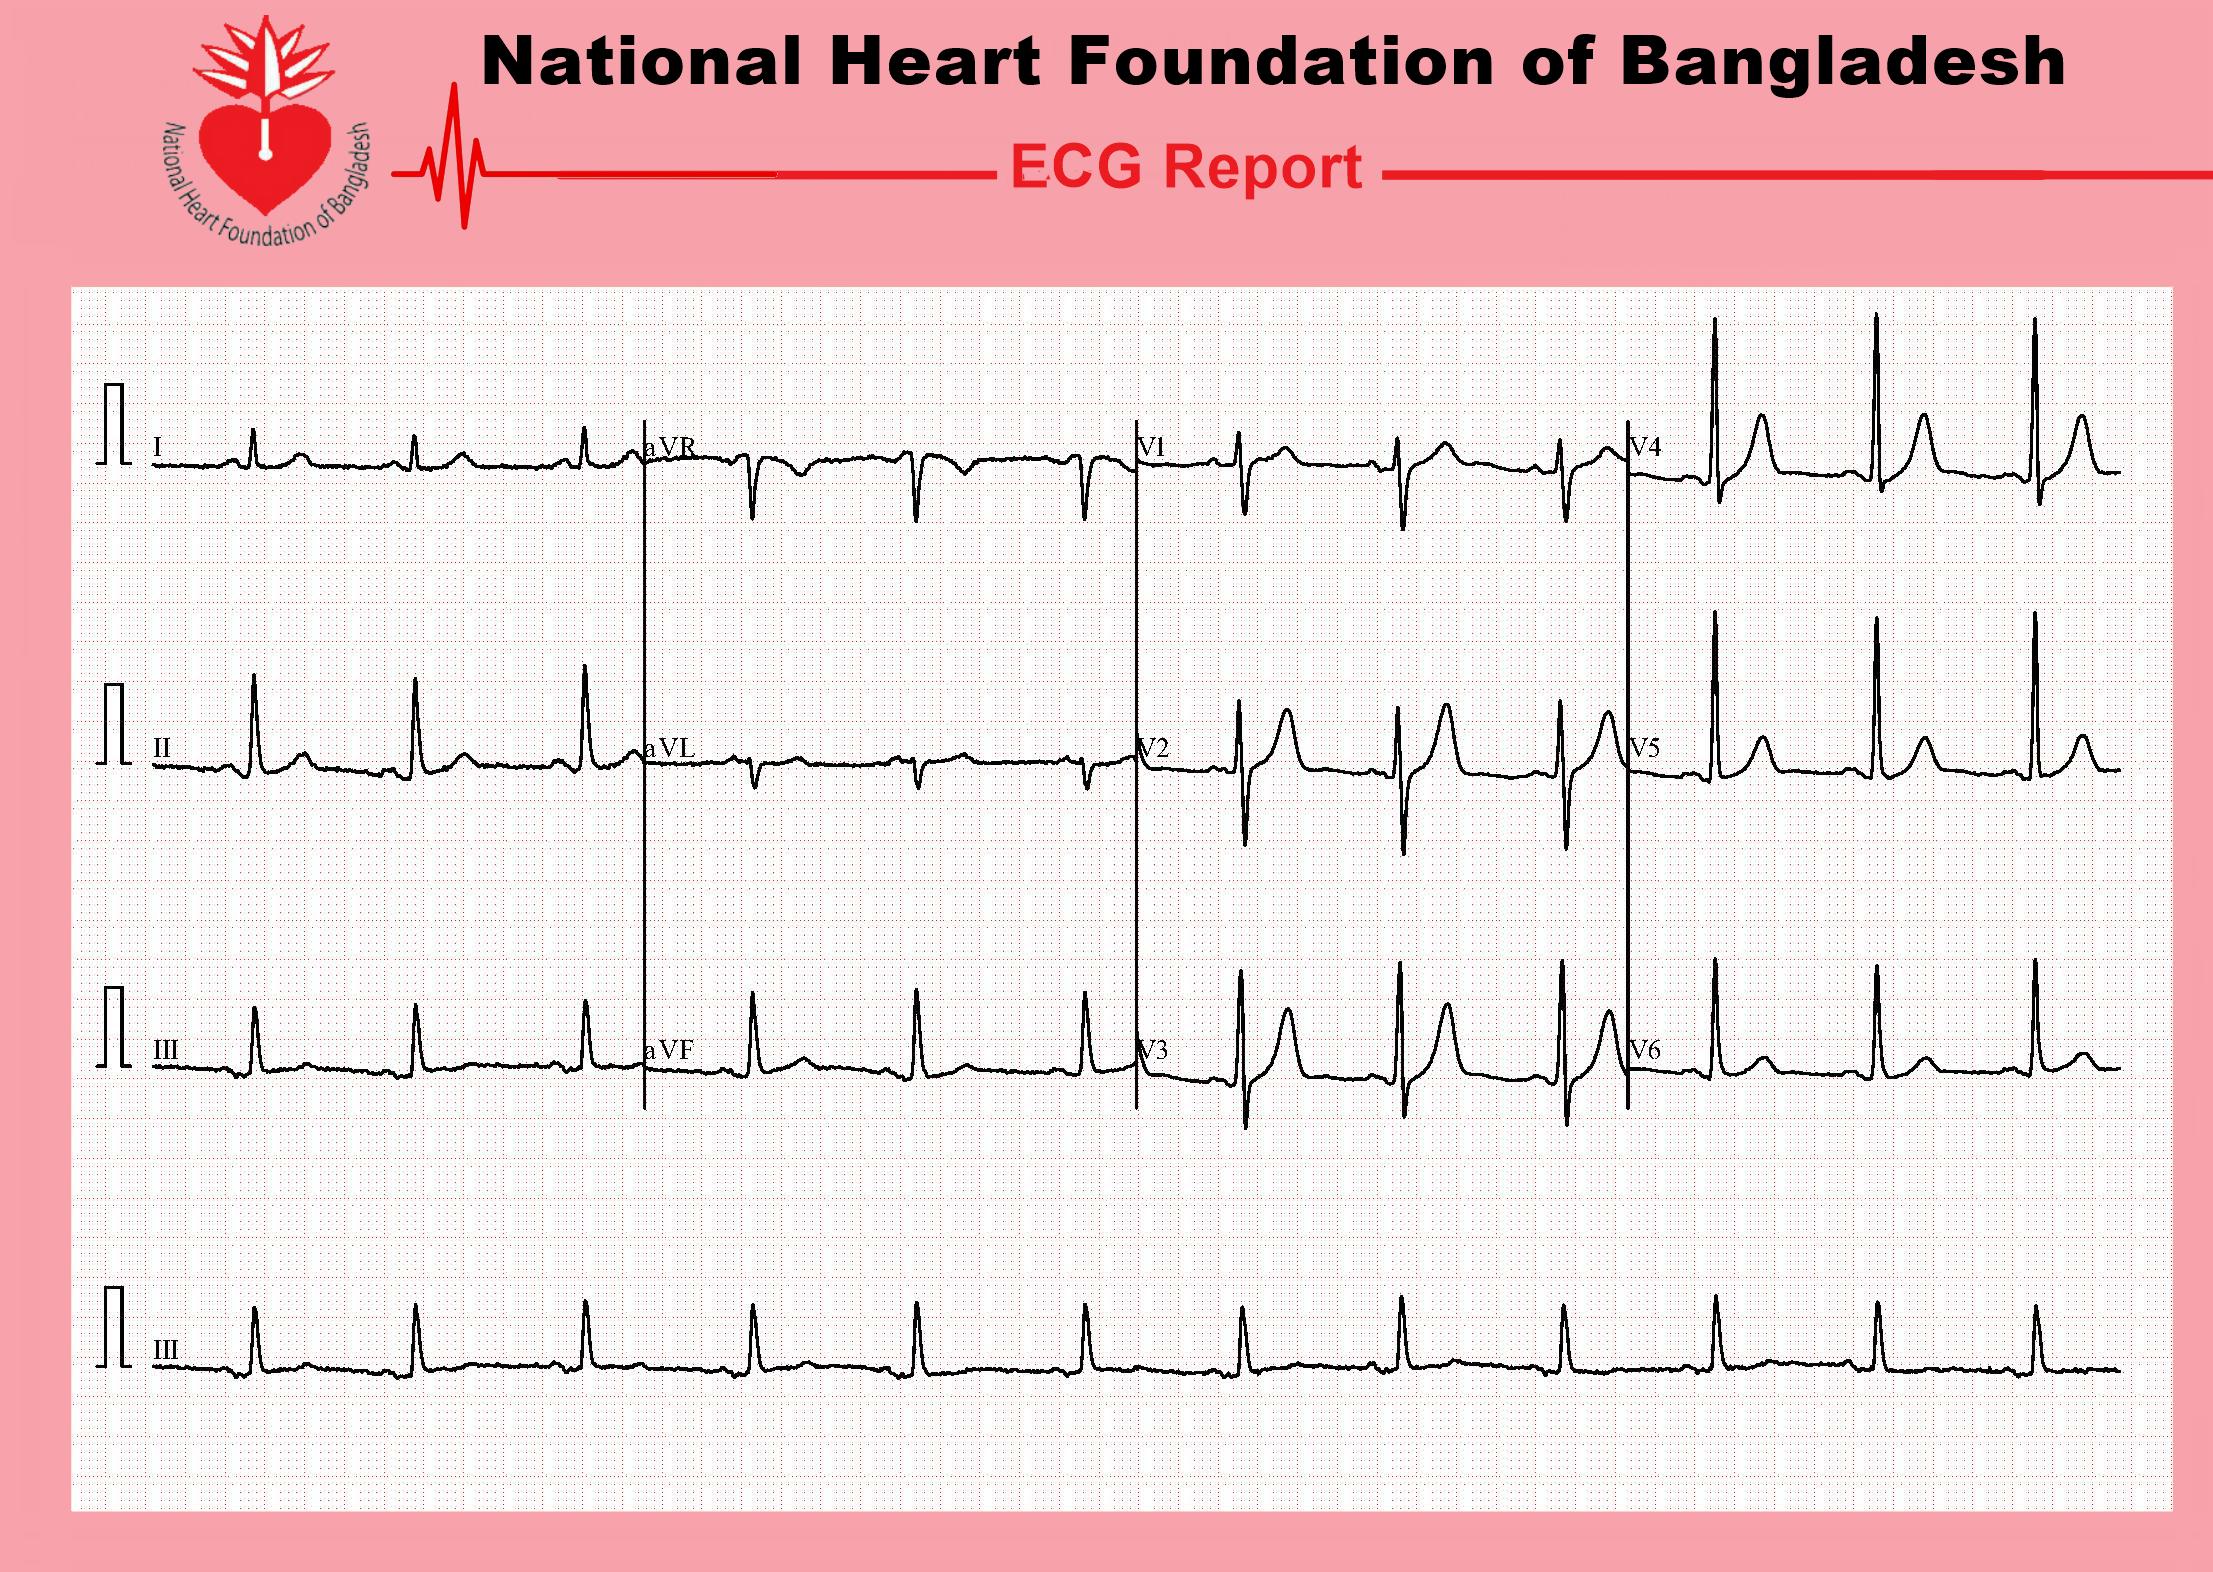 National Heart Foundation of Bangladesh
National Heart Foundation of Bangladesh
ECG Report
I aVR V1 V4
II aVL V2 V5
III aVF V3 V6
III